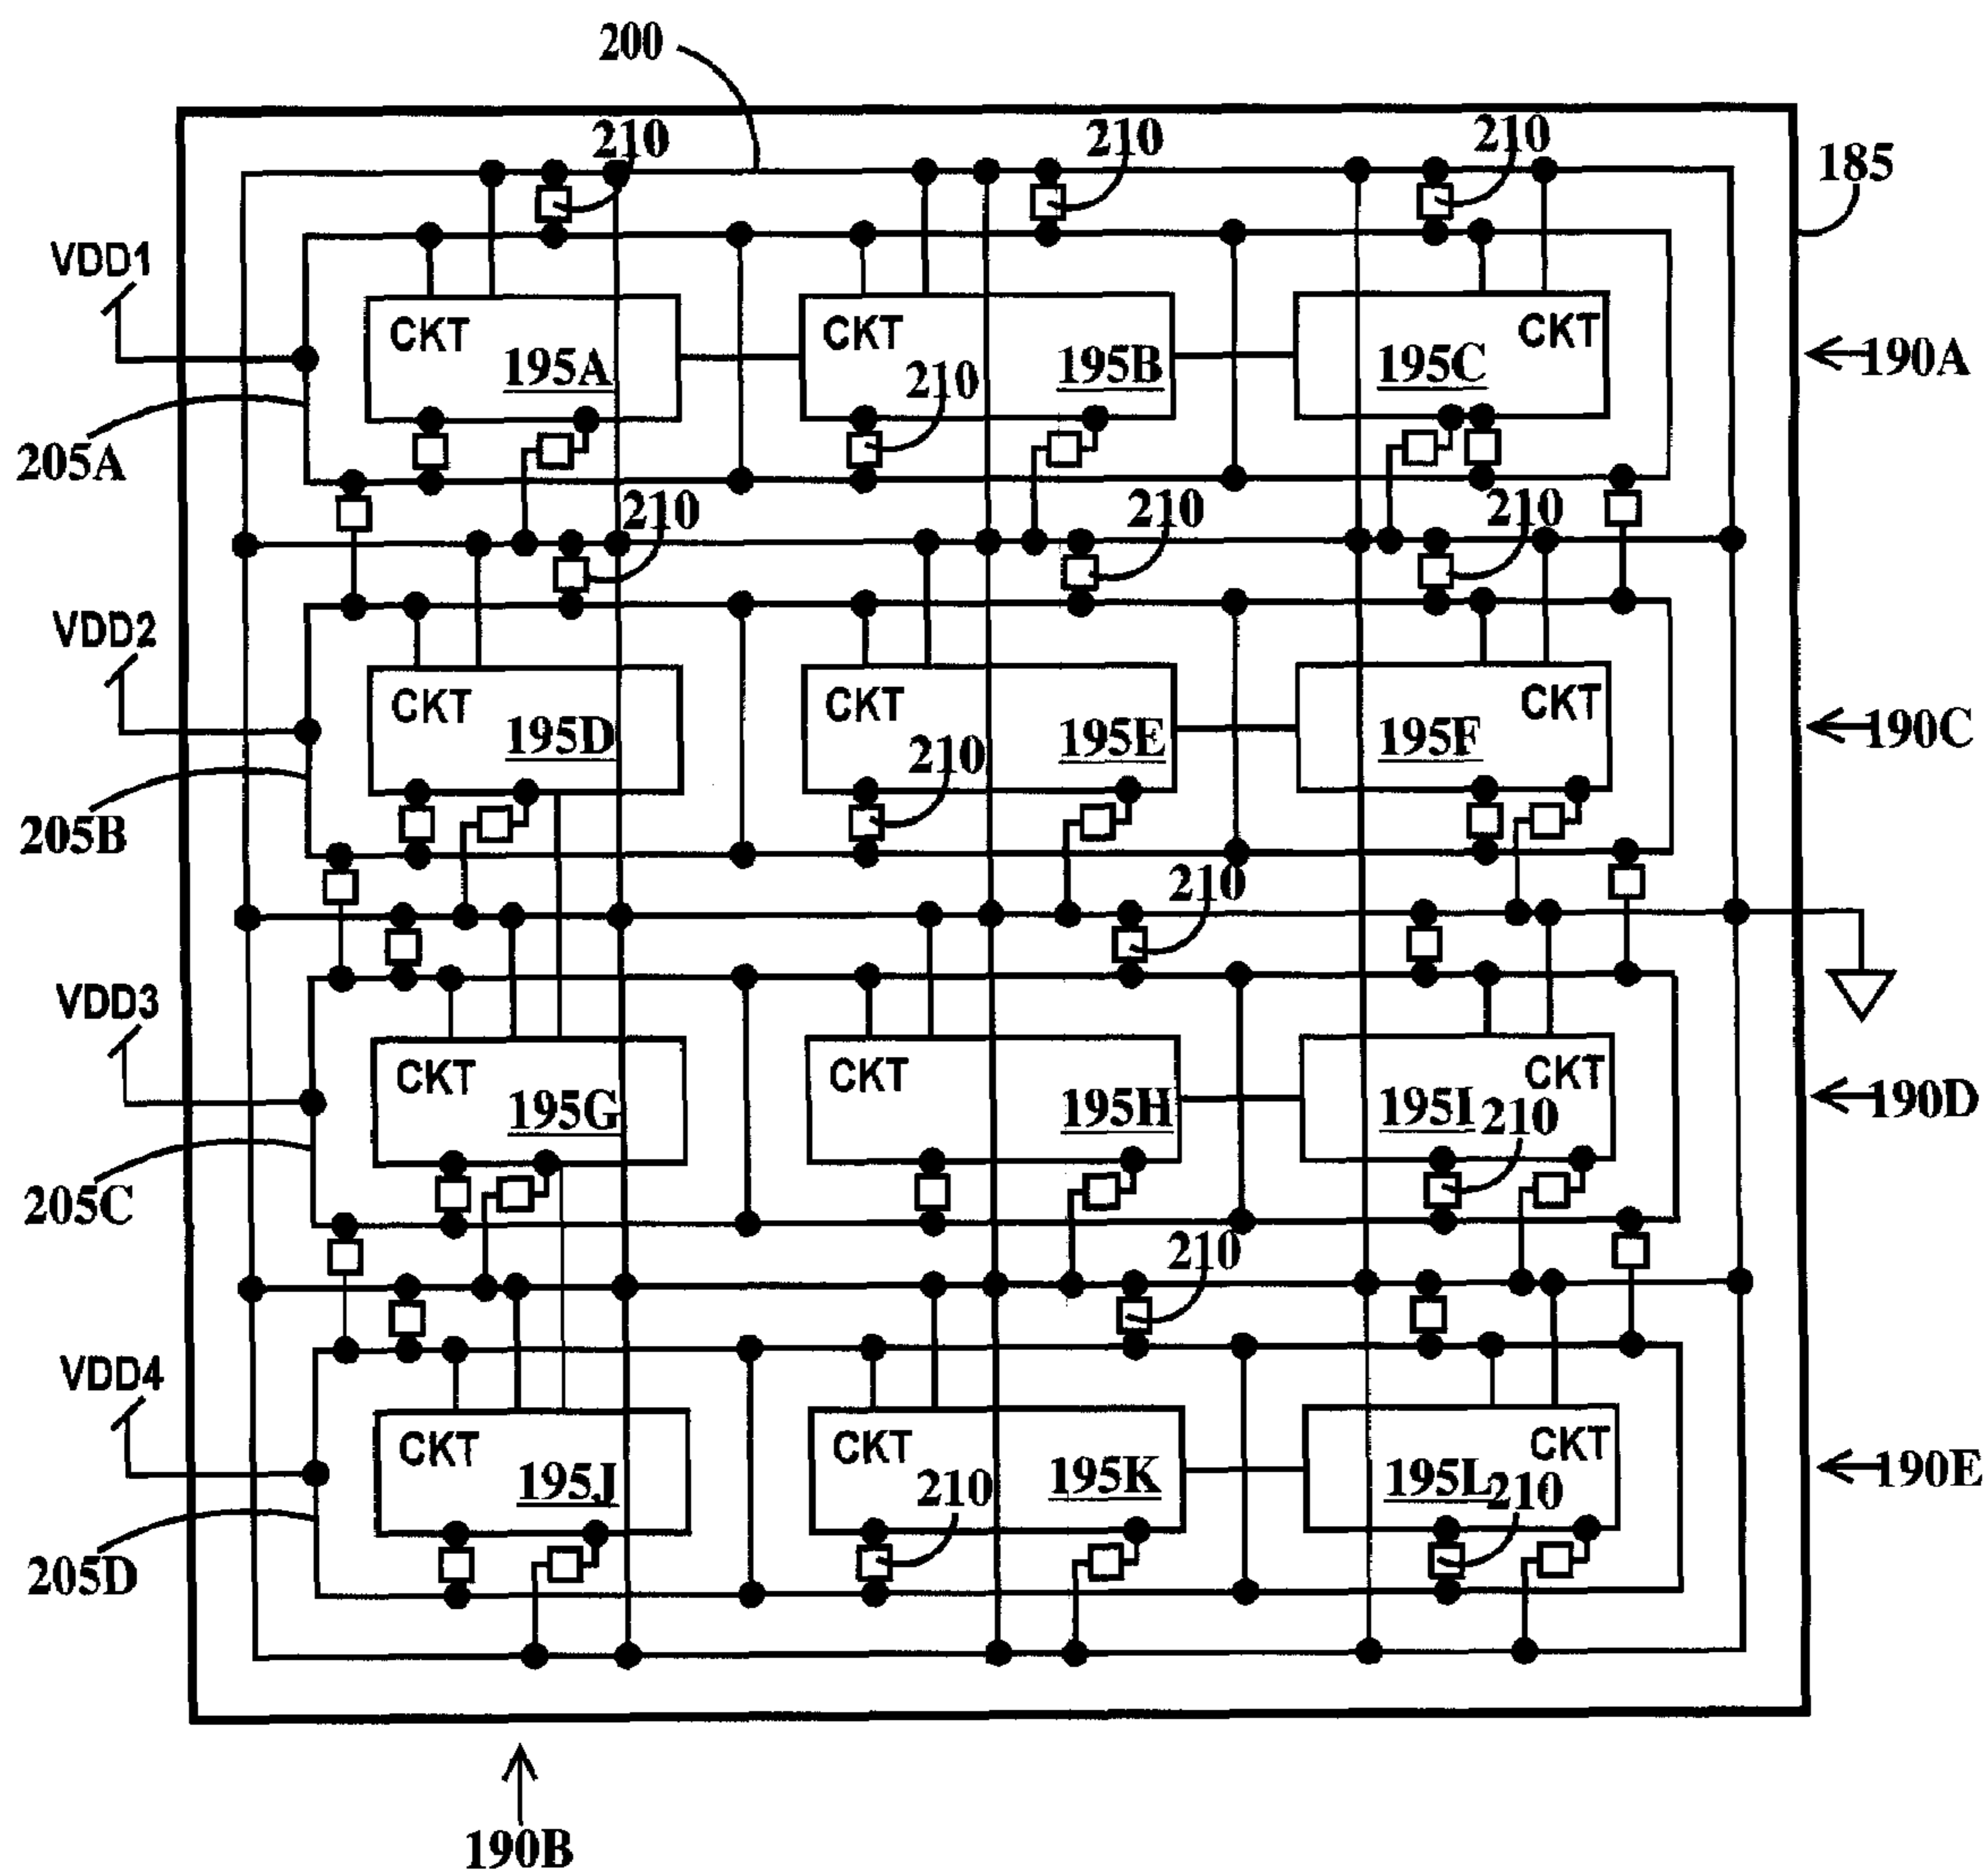 200
210 210 210
185
VDD1
CKT CKT CKT
195A 195B 195C
190A
210
205A
210 210 210
VDD2
CKT CKT CKT
195D 195E 195F
190C
210
205B
210
VDD3
CKT CKT CKT
195G 195H 195I 210
190D
205C
210
VDD4
CKT CKT CKT
195J 195K 195L
190E
210 210
205D
190B